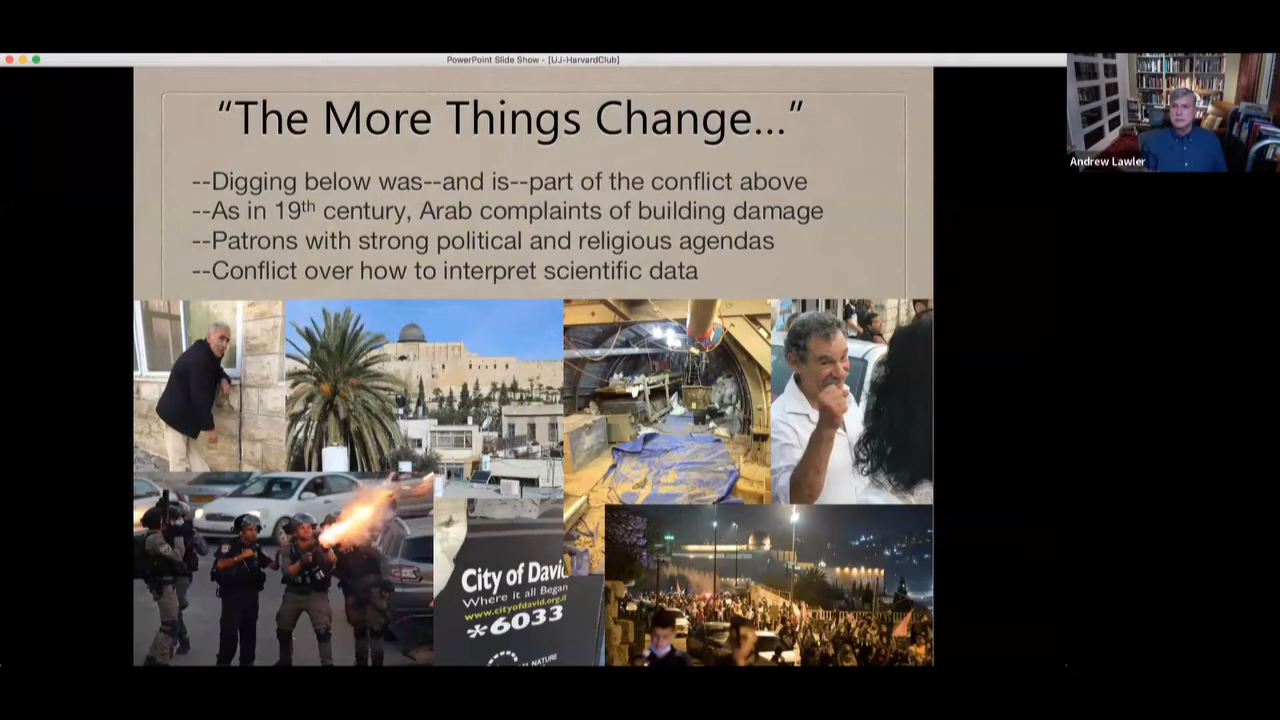 PowerPoint Slide Show - [UJ-HarvardClub]
“The More Things Change…”
--Digging below was--and is--part of the conflict above
--As in 19th century, Arab complaints of building damage
--Patrons with strong political and religious agendas
--Conflict over how to interpret scientific data
Andrew Lawler
City of David
Where it all Began
www.cityofdavid.org.il
*6033
NATURE